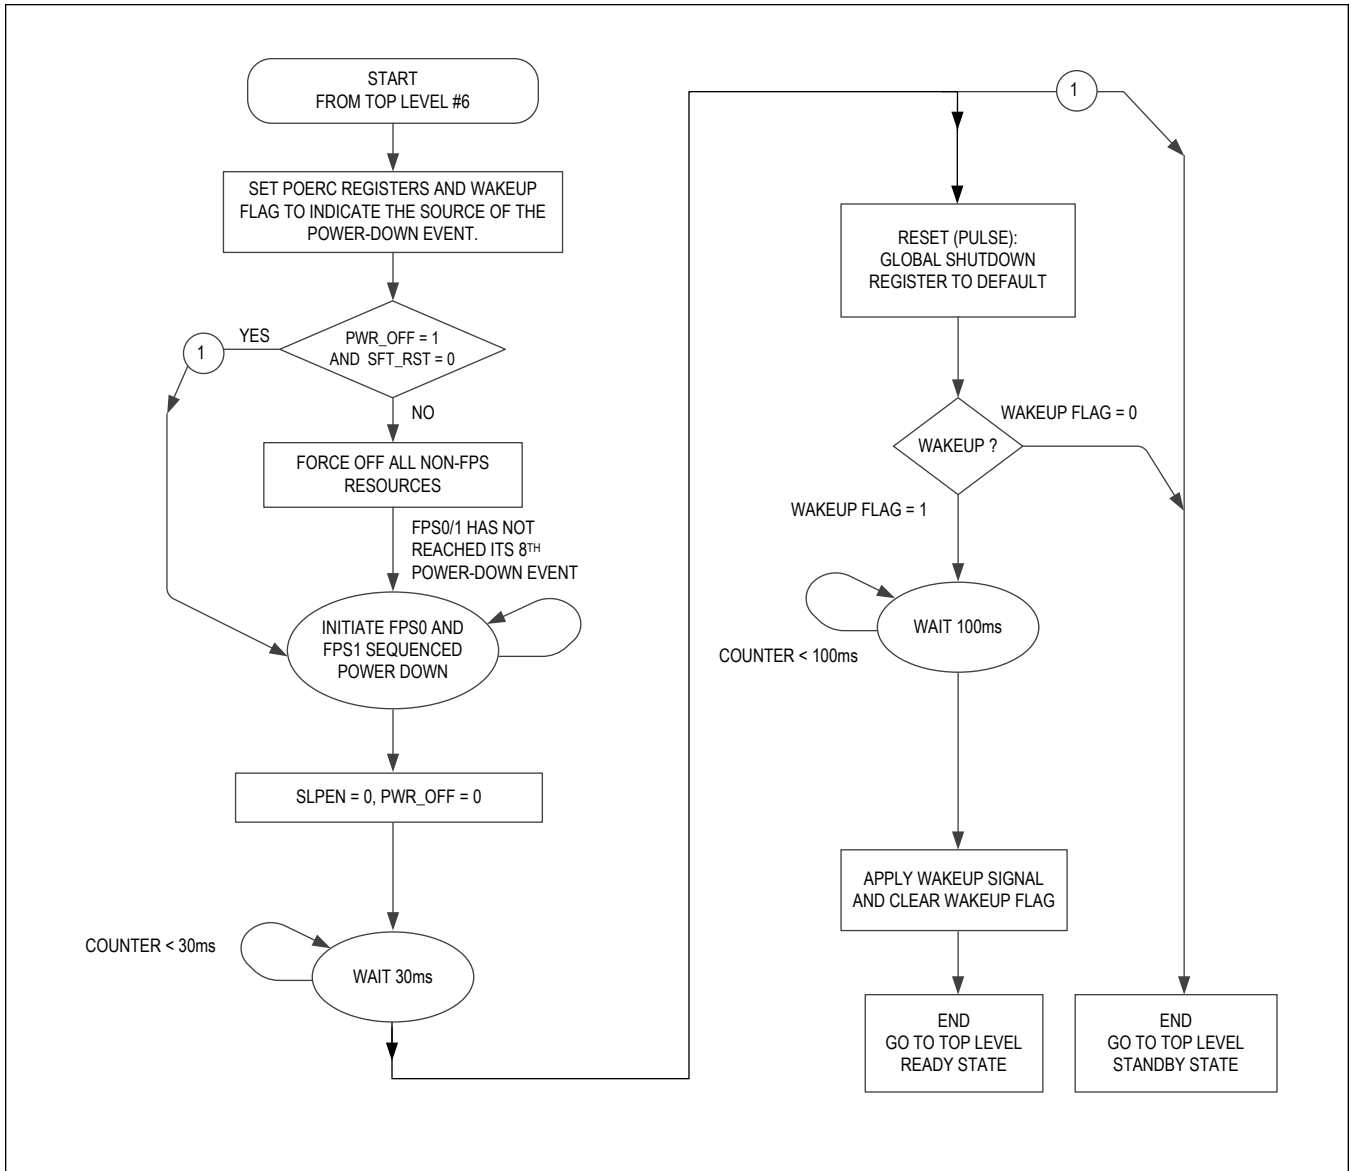 START
FROM TOP LEVEL #6
SET POERC REGISTERS AND WAKEUP
FLAG TO INDICATE THE SOURCE OF THE
POWER-DOWN EVENT.
YES
1
PWR_OFF = 1
AND SFT_RST = 0
NO
FORCE OFF ALL NON-FPS
RESOURCES
FPS0/1 HAS NOT
REACHED ITS 8TH
POWER-DOWN EVENT
INITIATE FPS0 AND
FPS1 SEQUENCED
POWER DOWN
SLPEN = 0, PWR_OFF = 0
COUNTER < 30ms
WAIT 30ms
1
RESET (PULSE):
GLOBAL SHUTDOWN
REGISTER TO DEFAULT
WAKEUP FLAG = 0
WAKEUP ?
WAKEUP FLAG = 1
WAIT 100ms
COUNTER < 100ms
APPLY WAKEUP SIGNAL
AND CLEAR WAKEUP FLAG
END
GO TO TOP LEVEL
READY STATE
END
GO TO TOP LEVEL
STANDBY STATE